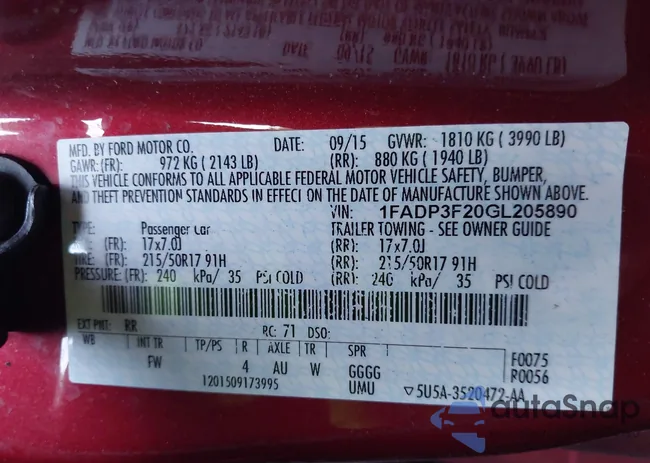 MFD. BY FORD MOTOR CO. DATE: 09/15 GVWR: 1810 KG ( 3990 LB)
GAWR: (FR): 972 KG ( 2143 LB) (RR): 880 KG ( 1940 LB)
THIS VEHICLE CONFORMS TO ALL APPLICABLE FEDERAL MOTOR VEHICLE SAFETY, BUMPER,
AND THEFT PREVENTION STANDARDS IN EFFECT ON THE DATE OF MANUFACTURE SHOWN ABOVE.
VIN: 1FADP3F20GL205890
TYPE: Passenger Car TRAILER TOWING - SEE OWNER GUIDE
(FR): 17x7.0J (RR): 17x7.0J
TIRE: (FR): 215/50R17 91H (RR): 215/50R17 91H
PRESSURE: (FR): 240 kPa/ 35 PSI COLD (RR): 240 kPa/ 35 PSI COLD
EXT PNT: RR RC: 71 DSO:
WB INT TR TP/PS R AXLE TR SPR F0075
FW 4 AU W GGGG R0056
1201509173995 UMU ▽5U5A-3520472-AA
autoSnap